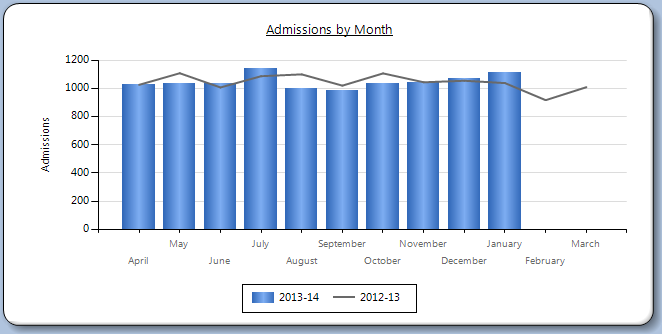 Admissions by Month
1200
1000
800
600
400
200
0
Admissions
May July September November January March
April June August October December February
2013-14 2012-13